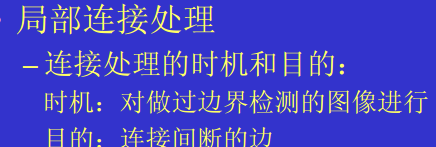 • 局部连接处理
–连接处理的时机和目的：
时机：对做过边界检测的图像进行
目的：连接间断的边